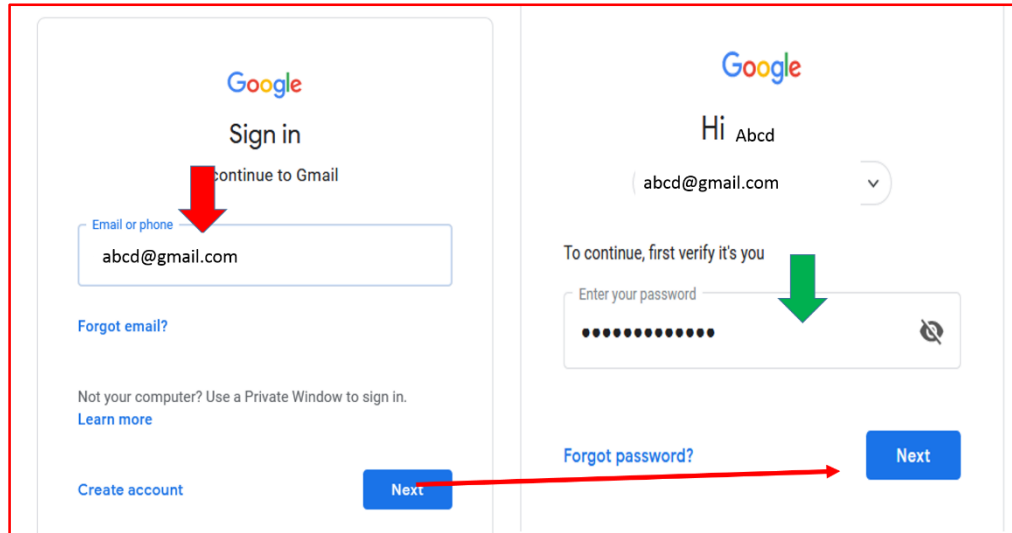 Google
Sign in
continue to Gmail
Email or phone
abcd@gmail.com
Forgot email?
Not your computer? Use a Private Window to sign in.
Learn more
Create account
Next
Google
Hi Abcd
abcd@gmail.com
To continue, first verify it's you
Enter your password
•••••••••••••
Forgot password?
Next